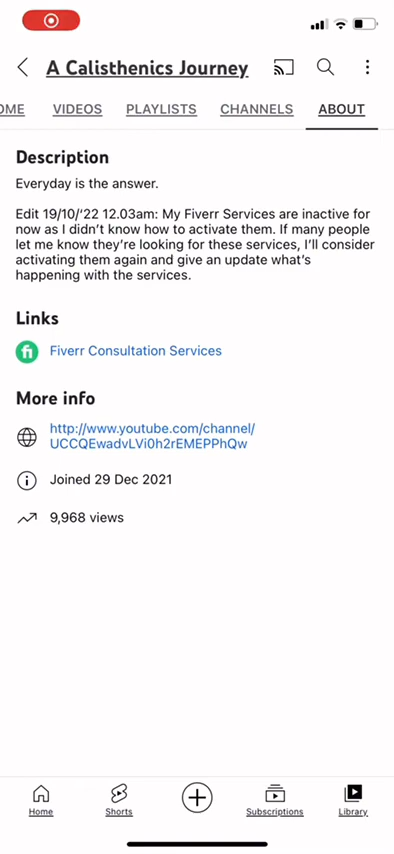 A Calisthenics Journey
OME VIDEOS PLAYLISTS CHANNELS ABOUT
Description
Everyday is the answer.
Edit 19/10/'22 12.03am: My Fiverr Services are inactive for
now as I didn't know how to activate them. If many people
let me know they're looking for these services, I'll consider
activating them again and give an update what's
happening with the services.
Links
fi Fiverr Consultation Services
More info
http://www.youtube.com/channel/
UCCQEwadvLVi0h2rEMEPPhQw
Joined 29 Dec 2021
9,968 views
Home Shorts Subscriptions Library